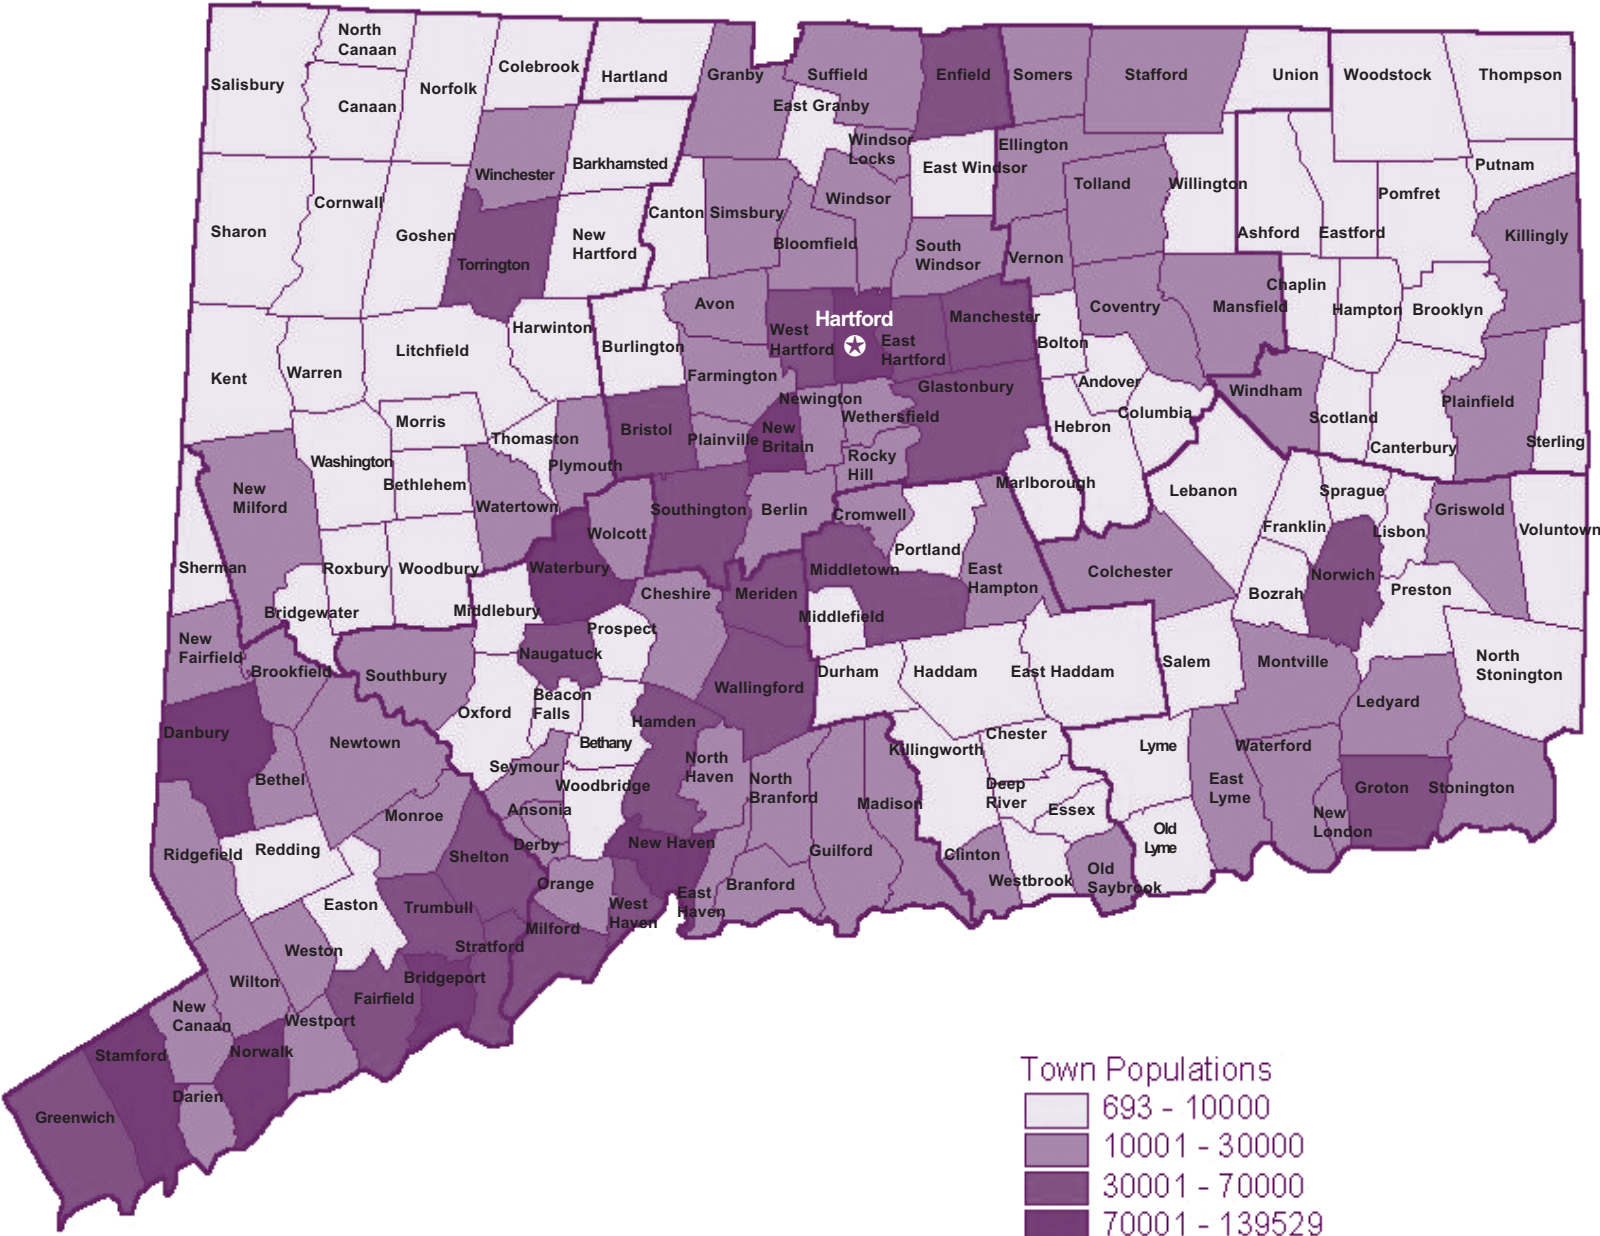 North
Canaan
Colebrook
Salisbury
Norfolk
Hartland
Granby
Suffield
Enfield
Somers
Stafford
Union
Woodstock
Thompson
Canaan
East Granby
Windsor
Locks
Ellington
East Windsor
Barkhamsted
Winchester
Putnam
Tolland
Willington
Pomfret
Cornwall
Windsor
Canton
Simsbury
Sharon
Goshen
New
Hartford
Bloomfield
South
Windsor
Ashford
Eastford
Killingly
Torrington
Vernon
Chaplin
Avon
Coventry
Mansfield
Hampton
Brooklyn
Hartford
Manchester
West
Hartford
East
Hartford
Harwinton
Burlington
Bolton
Litchfield
Kent
Warren
Farmington
Andover
Glastonbury
Windham
Newington
Wethersfield
Columbia
Scotland
Plainfield
Morris
Bristol
Plainville
New
Britain
Hebron
Thomaston
Canterbury
Sterling
Washington
Plymouth
Rocky
Hill
Bethlehem
Marlborough
Lebanon
Sprague
New
Milford
Watertown
Southington
Berlin
Cromwell
Griswold
Wolcott
Franklin
Lisbon
Voluntown
Portland
Sherman
Roxbury
Woodbury
Waterbury
Middletown
East
Hampton
Colchester
Norwich
Cheshire
Meriden
Bozrah
Preston
Bridgewater
Middlebury
Middlefield
Prospect
New
Fairfield
Naugatuck
Brookfield
Southbury
Wallingford
Durham
Haddam
East Haddam
Salem
Montville
North
Stonington
Beacon
Falls
Oxford
Ledyard
Hamden
Danbury
Newtown
Bethany
Killingworth
Chester
Lyme
Waterford
Seymour
North
Haven
North
Branford
Bethel
Woodbridge
Deep
River
East
Lyme
Groton
Stonington
Ansonia
Madison
Essex
New
London
Monroe
Derby
New Haven
Old
Lyme
Ridgefield
Redding
Shelton
Guilford
Clinton
Orange
Branford
Westbrook
Old
Saybrook
Easton
Trumbull
West
Haven
East
Haven
Milford
Stratford
Weston
Wilton
Bridgeport
Fairfield
New
Canaan
Westport
Stamford
Norwalk
Darien
Greenwich
Town Populations
693 - 10000
10001 - 30000
30001 - 70000
70001 - 139529